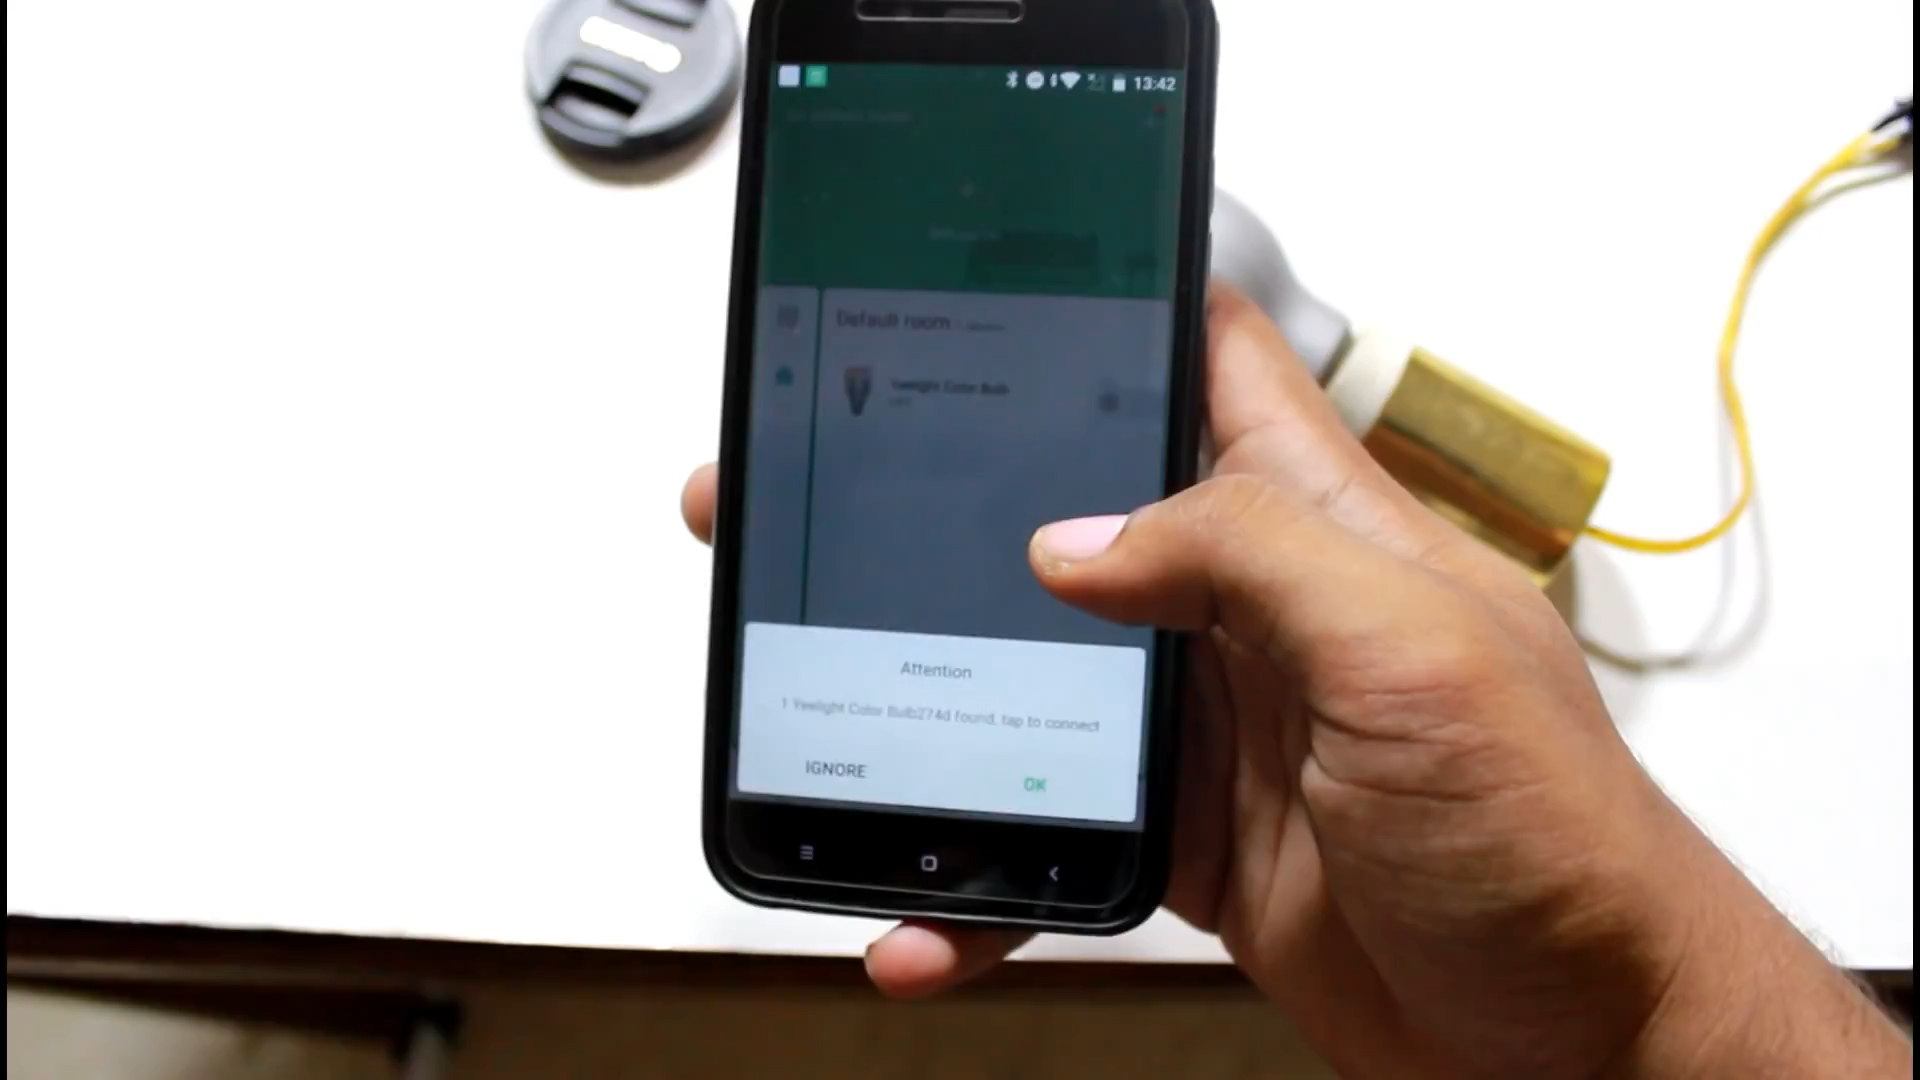 13:42
Default room
Yeelight Color Bulb
Attention
1 Yeelight Color Bulb274d found, tap to connect
IGNORE
OK